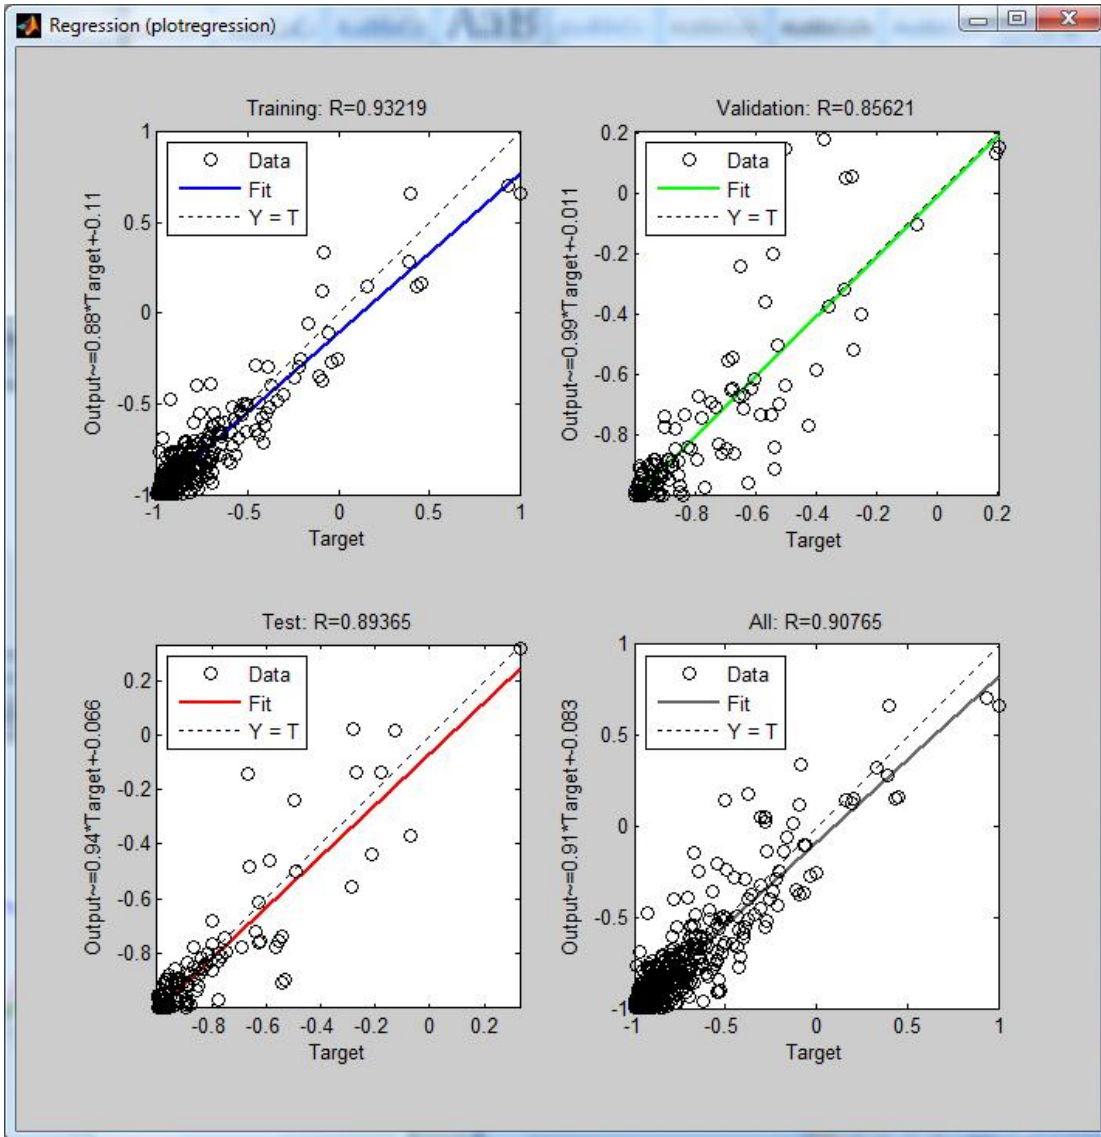 Regression (plotregression)
Training: R=0.93219
Output~=0.88*Target+-0.11
1
0.5
0
-0.5
-1
Data
Fit
Y = T
-1 -0.5 0 0.5 1
Target
Validation: R=0.85621
Output~=0.99*Target+-0.011
0.2
0
-0.2
-0.4
-0.6
-0.8
Data
Fit
Y = T
-0.8 -0.6 -0.4 -0.2 0 0.2
Target
Test: R=0.89365
Output~=0.94*Target+-0.066
0.2
0
-0.2
-0.4
-0.6
-0.8
Data
Fit
Y = T
-0.8 -0.6 -0.4 -0.2 0 0.2
Target
All: R=0.90765
Output~=0.91*Target+-0.083
1
0.5
0
-0.5
-1
Data
Fit
Y = T
-1 -0.5 0 0.5 1
Target